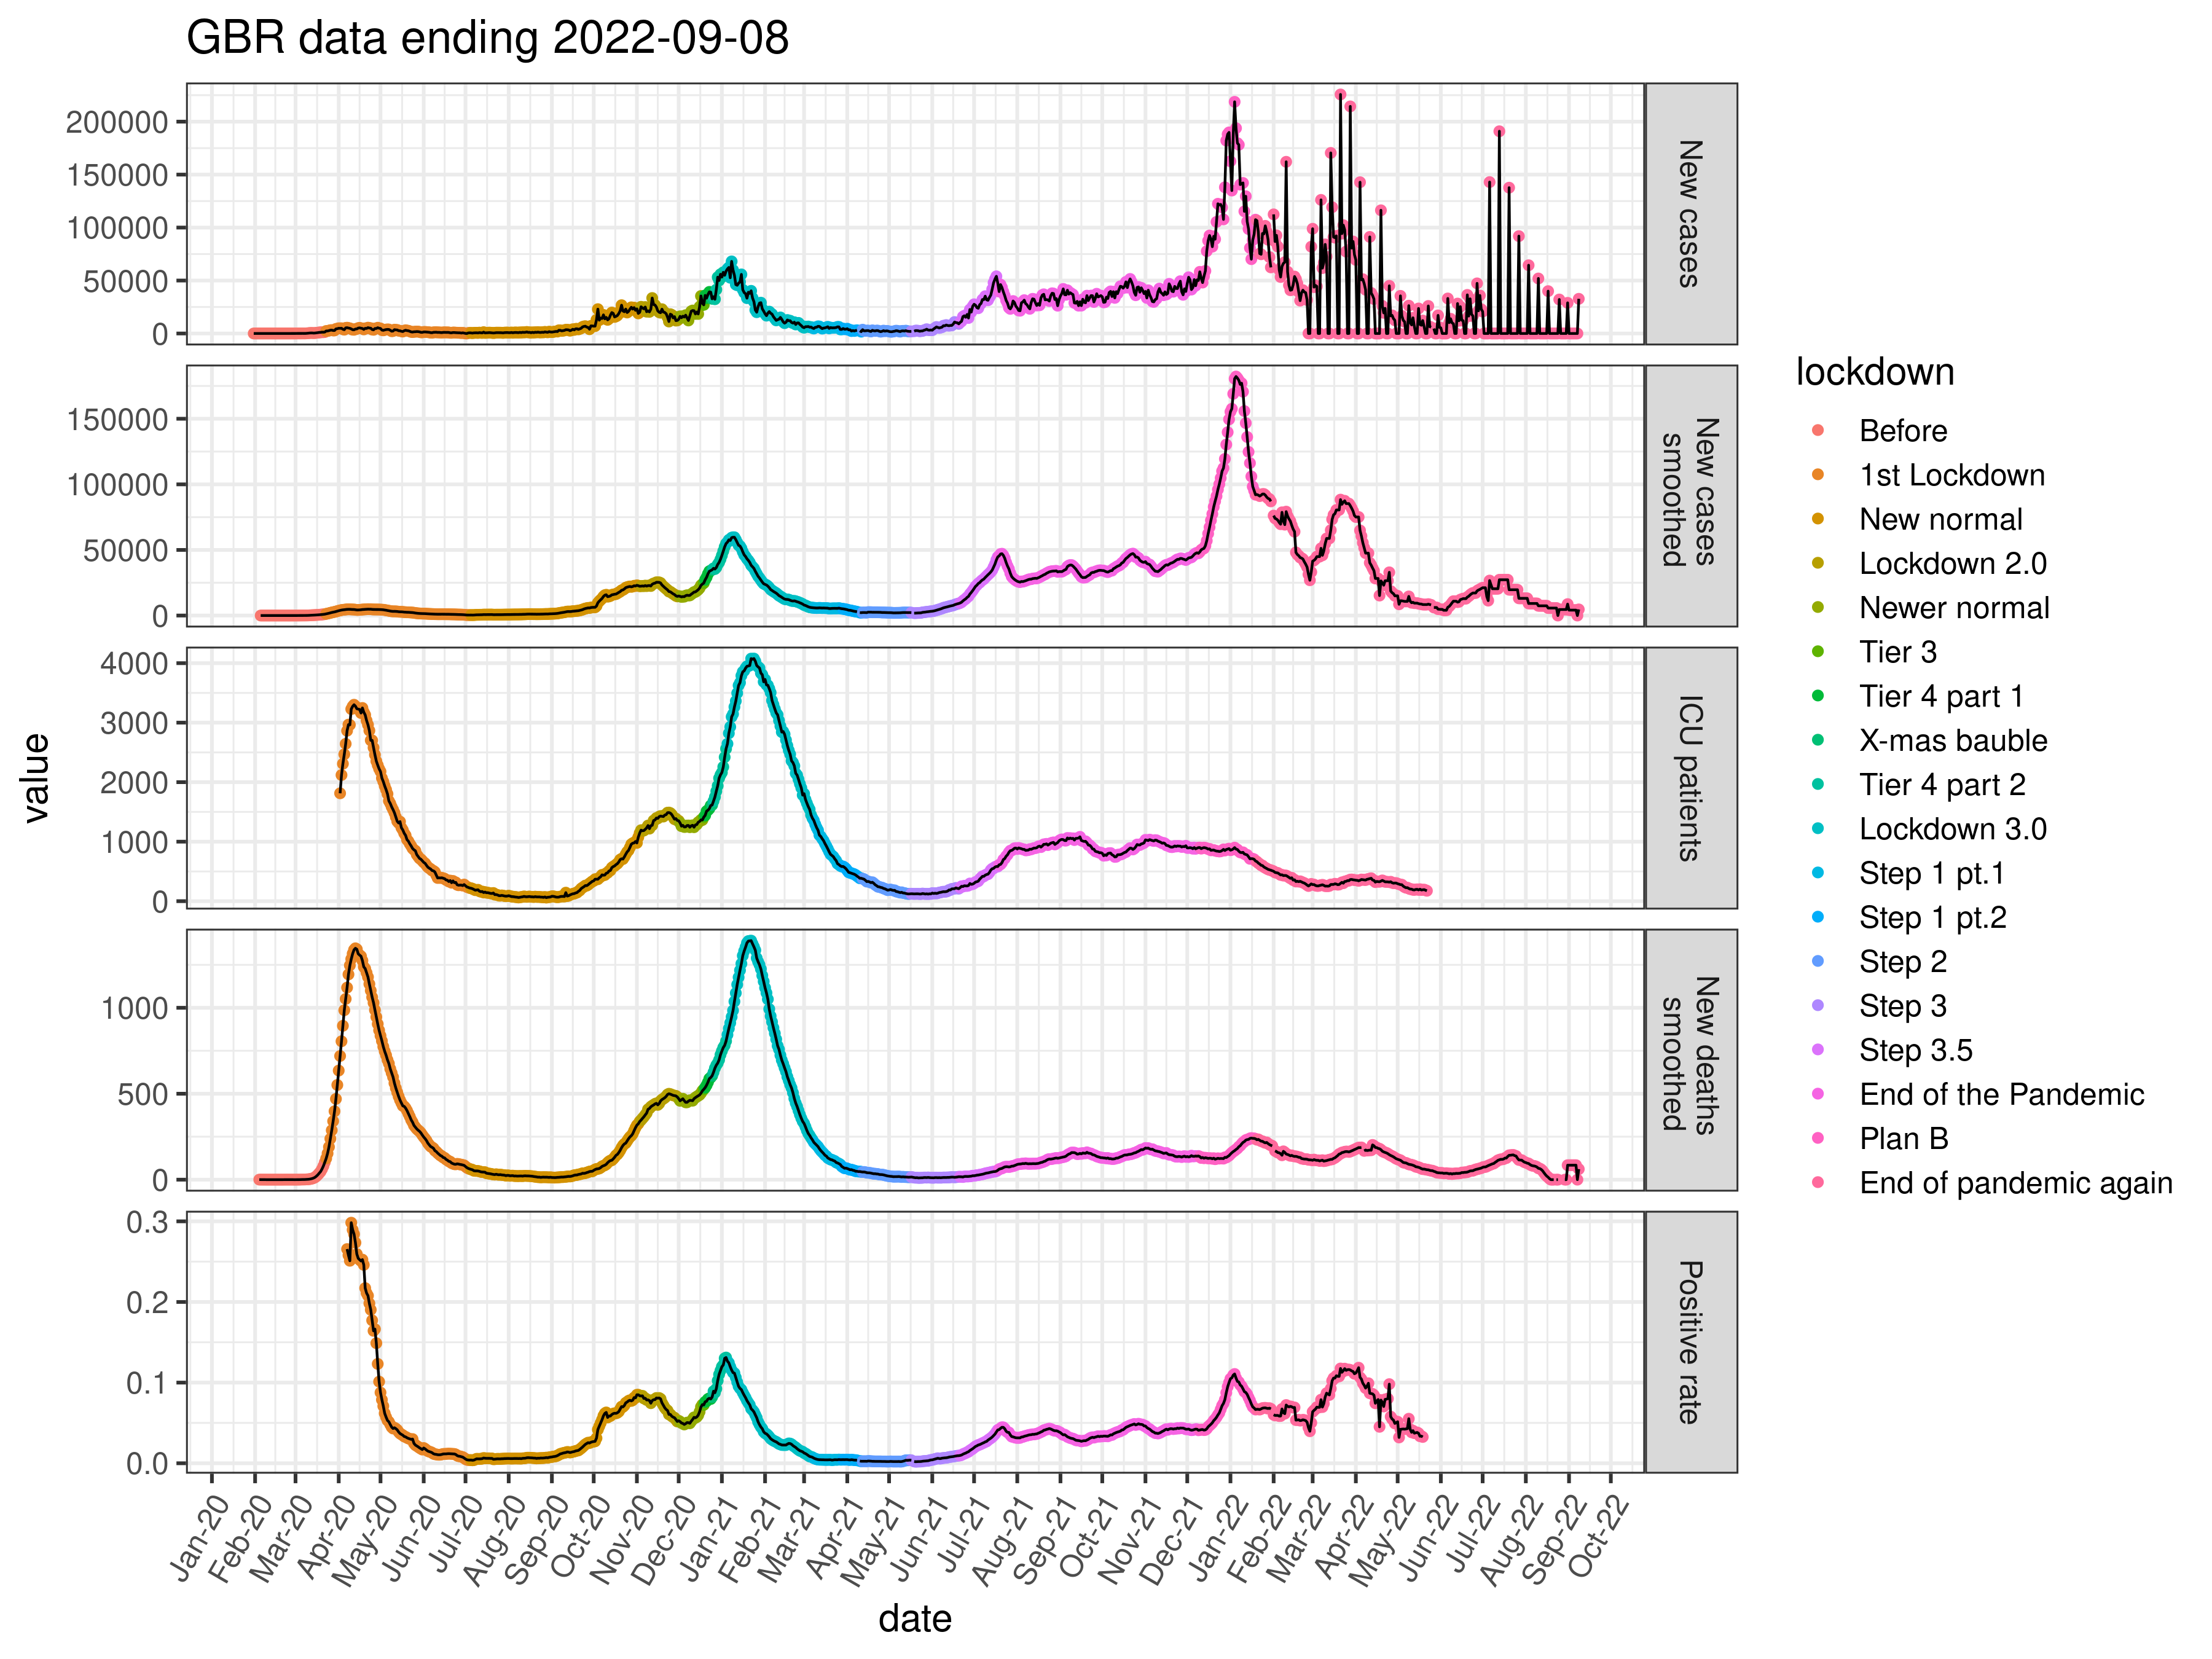 GBR data ending 2022-09-08
value
200000
150000
100000
50000
0
New cases
150000
100000
50000
0
New cases
smoothed
4000
3000
2000
1000
0
ICU patients
1000
500
0
New deaths
smoothed
0.3
0.2
0.1
0.0
Positive rate
Jan-20
Feb-20
Mar-20
Apr-20
May-20
Jun-20
Jul-20
Aug-20
Sep-20
Oct-20
Nov-20
Dec-20
Jan-21
Feb-21
Mar-21
Apr-21
May-21
Jun-21
Jul-21
Aug-21
Sep-21
Oct-21
Nov-21
Dec-21
Jan-22
Feb-22
Mar-22
Apr-22
May-22
Jun-22
Jul-22
Aug-22
Sep-22
Oct-22
date
lockdown
Before
1st Lockdown
New normal
Lockdown 2.0
Newer normal
Tier 3
Tier 4 part 1
X-mas bauble
Tier 4 part 2
Lockdown 3.0
Step 1 pt.1
Step 1 pt.2
Step 2
Step 3
Step 3.5
End of the Pandemic
Plan B
End of pandemic again